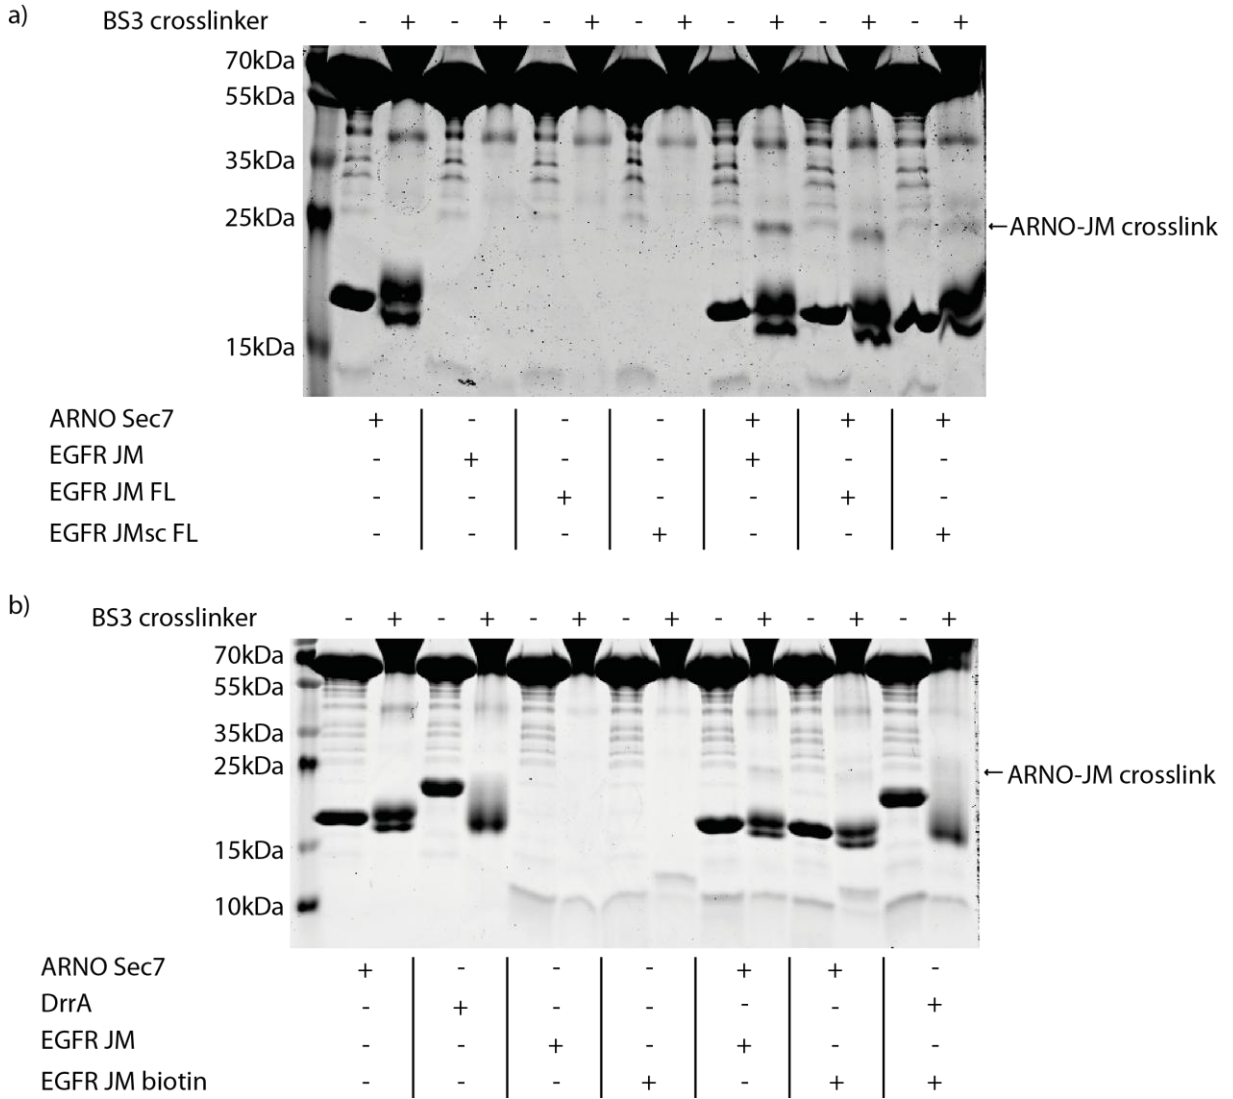 a)
BS3 crosslinker - + - + - + - + - + - + - +
70kDa
55kDa
35kDa
25kDa
←ARNO-JM crosslink
15kDa
ARNO Sec7 + - - - + + +
EGFR JM - + - - + - -
EGFR JM FL - - + - - + -
EGFR JMsc FL - - - + - - +
b)
BS3 crosslinker - + - + - + - + - + - + - +
70kDa
55kDa
35kDa
25kDa
←ARNO-JM crosslink
15kDa
10kDa
ARNO Sec7 + - - - + + -
DrrA - + - - - - +
EGFR JM - - + - + - -
EGFR JM biotin - - - + - + +